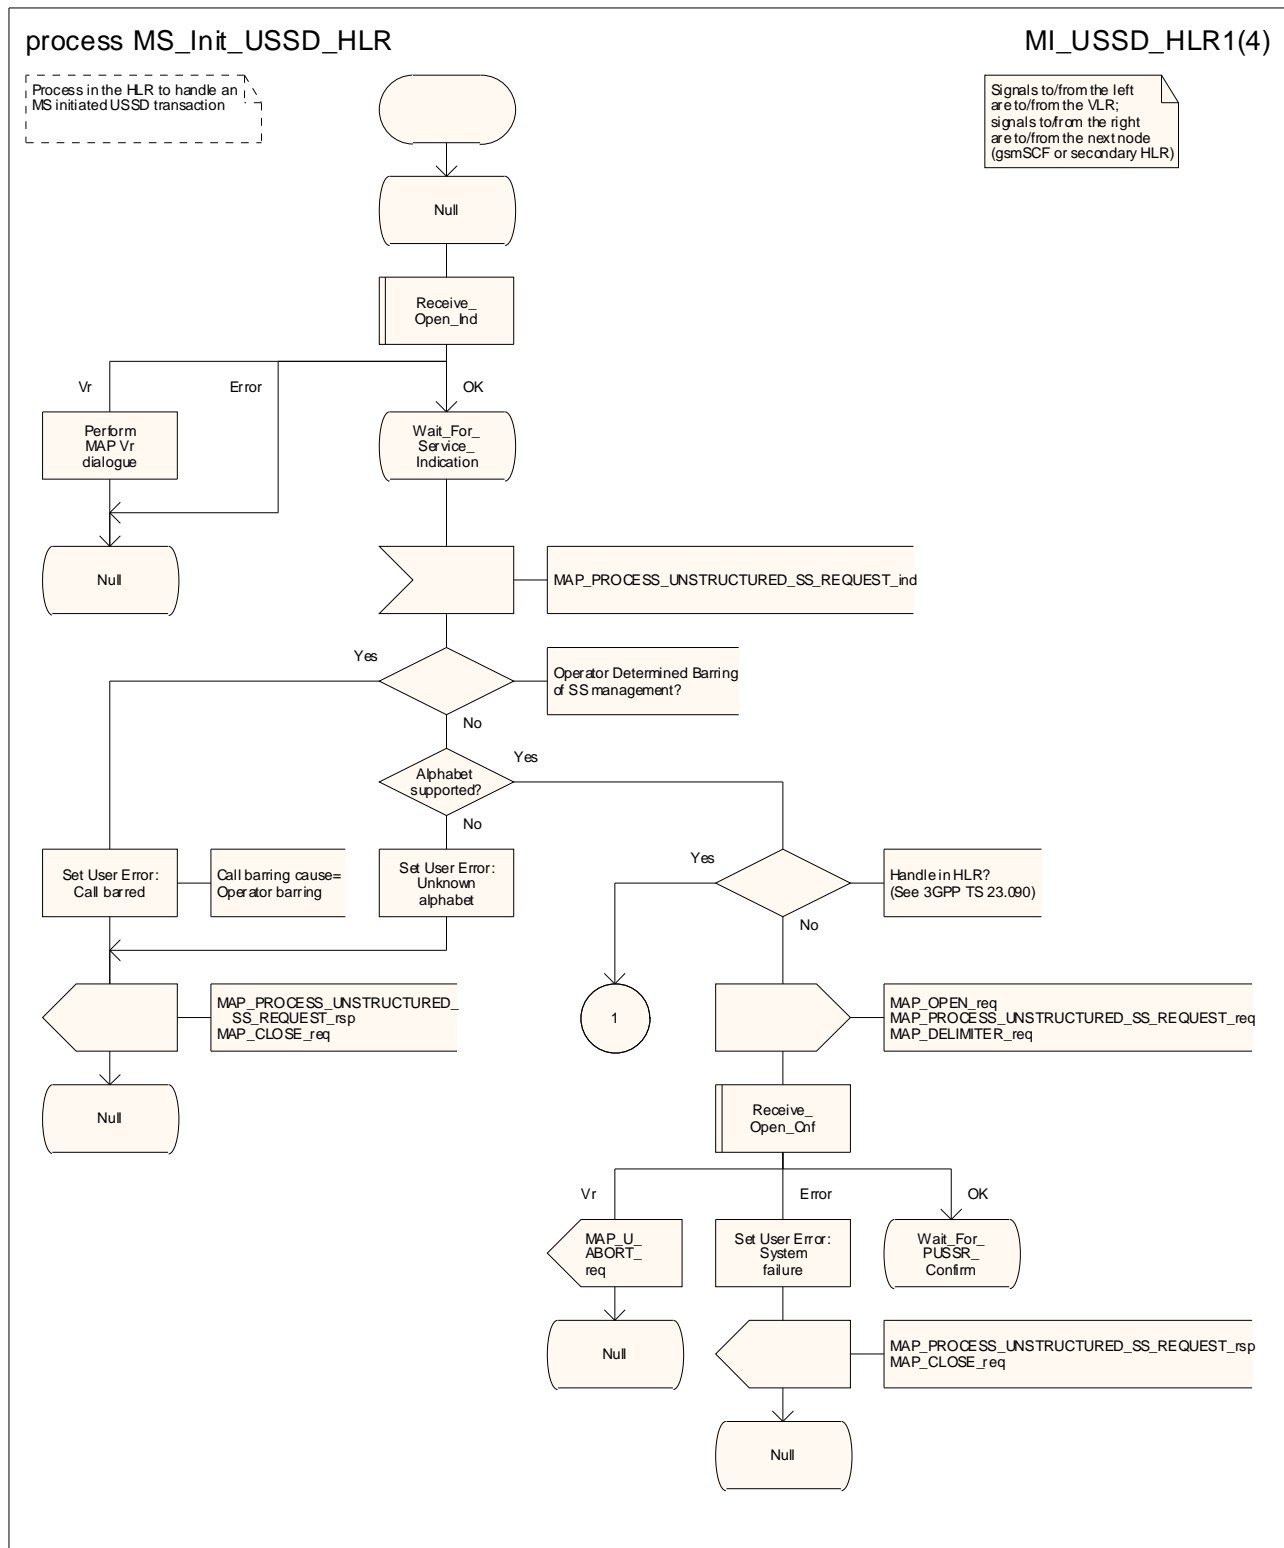 process MS_Init_USSD_HLR
MI_USSD_HLR1(4)
Process in the HLR to handle an
MS initiated USSD transaction
Signals to/from the left
are to/from the VLR;
signals to/from the right
are to/from the next node
(gsmSCF or secondary HLR)
Null
Receive_
Open_Ind
Vr
Error
OK
Perform
MAP Vr
dialogue
Wait_For_
Service_
Indication
Null
MAP_PROCESS_UNSTRUCTURED_SS_REQUEST_ind
Yes
Operator Determined Barring
of SS management?
No
Alphabet
supported?
Yes
No
Set User Error:
Call barred
Call barring cause=
Operator barring
Set User Error:
Unknown
alphabet
Yes
Handle in HLR?
(See 3GPP TS 23.090)
No
MAP_PROCESS_UNSTRUCTURED_
SS_REQUEST_rsp
MAP_CLOSE_req
1
MAP_OPEN_req
MAP_PROCESS_UNSTRUCTURED_SS_REQUEST_req
MAP_DELIMITER_req
Null
Receive_
Open_Cnf
Vr
Error
OK
MAP_U_
ABORT_
req
Set User Error:
System
failure
Wait_For_
PUSSR_
Confirm
Null
MAP_PROCESS_UNSTRUCTURED_SS_REQUEST_rsp
MAP_CLOSE_req
Null